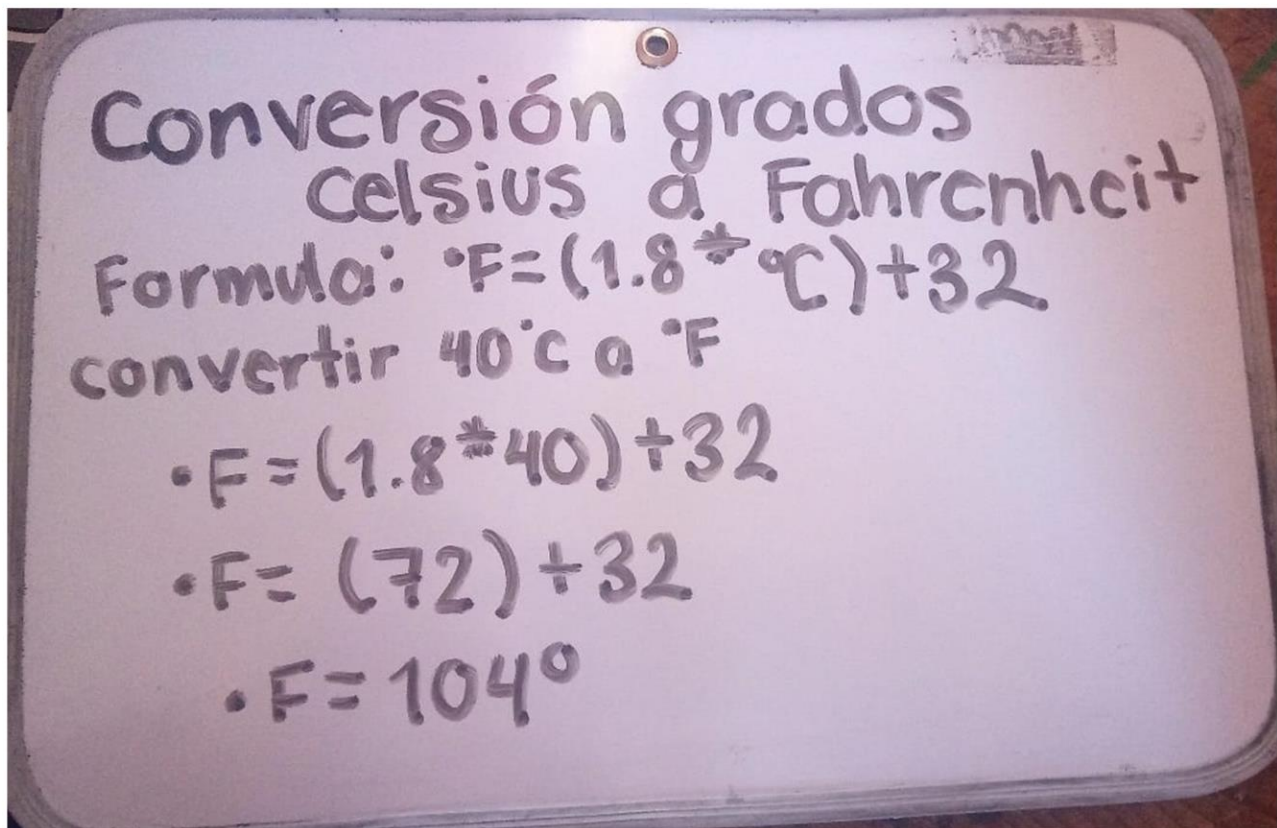 Conversión grados
Celsius a Fahrenheit
Formula: °F=(1.8*°C)+32
convertir 40°C a °F
°F=(1.8*40)+32
°F=(72)+32
°F=104°